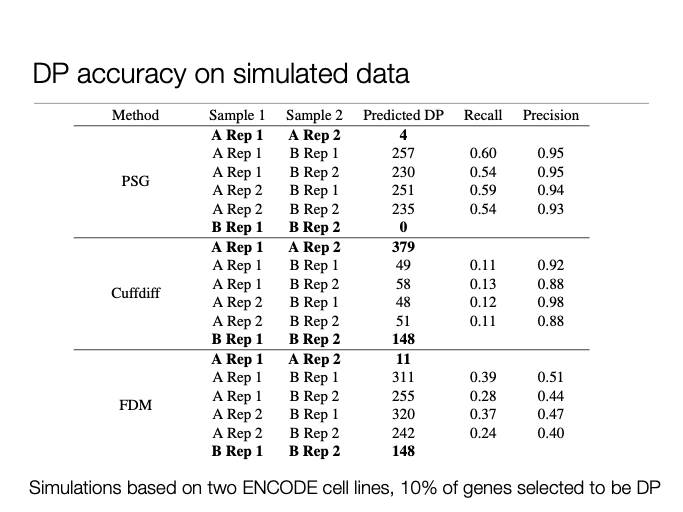 DP accuracy on simulated data
Method Sample 1 Sample 2 Predicted DP Recall Precision
A Rep 1 A Rep 2 4
A Rep 1 B Rep 1 257 0.60 0.95
A Rep 1 B Rep 2 230 0.54 0.95
PSG
A Rep 2 B Rep 1 251 0.59 0.94
A Rep 2 B Rep 2 235 0.54 0.93
B Rep 1 B Rep 2 0
A Rep 1 A Rep 2 379
A Rep 1 B Rep 1 49 0.11 0.92
A Rep 1 B Rep 2 58 0.13 0.88
Cuffdiff
A Rep 2 B Rep 1 48 0.12 0.98
A Rep 2 B Rep 2 51 0.11 0.88
B Rep 1 B Rep 2 148
A Rep 1 A Rep 2 11
A Rep 1 B Rep 1 311 0.39 0.51
A Rep 1 B Rep 2 255 0.28 0.44
FDM
A Rep 2 B Rep 1 320 0.37 0.47
A Rep 2 B Rep 2 242 0.24 0.40
B Rep 1 B Rep 2 148
Simulations based on two ENCODE cell lines, 10% of genes selected to be DP